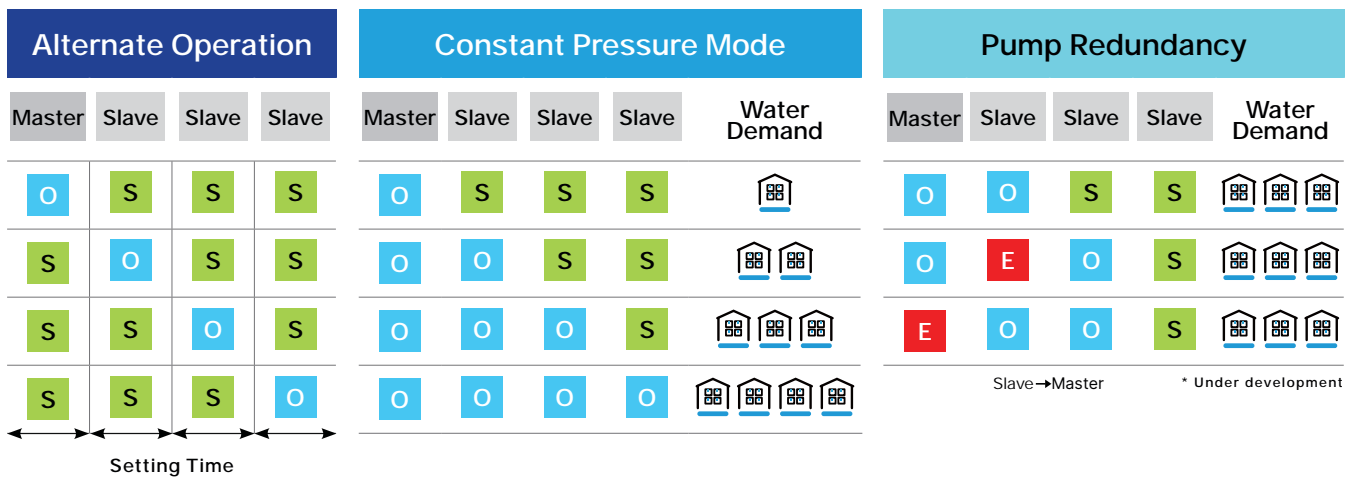 Alternate Operation
Master Slave Slave Slave
O S S S
S O S S
S S O S
S S S O
Setting Time
Constant Pressure Mode
Master Slave Slave Slave Water
Demand
O S S S
O O S S
O O O S
O O O O
Pump Redundancy
Master Slave Slave Slave Water
Demand
O O S S
O E O S
E O O S
Slave→Master
* Under development